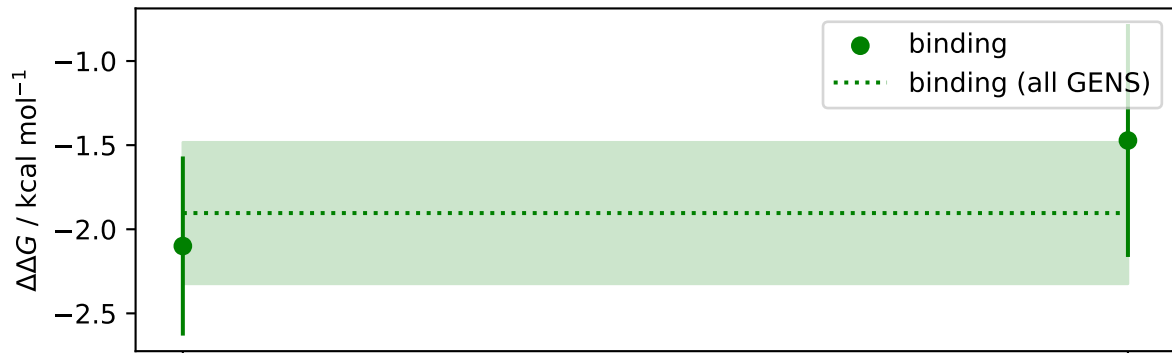 binding
binding (all GENS)
−1.0
−1.5
−2.0
−2.5
ΔΔG / kcal mol⁻¹